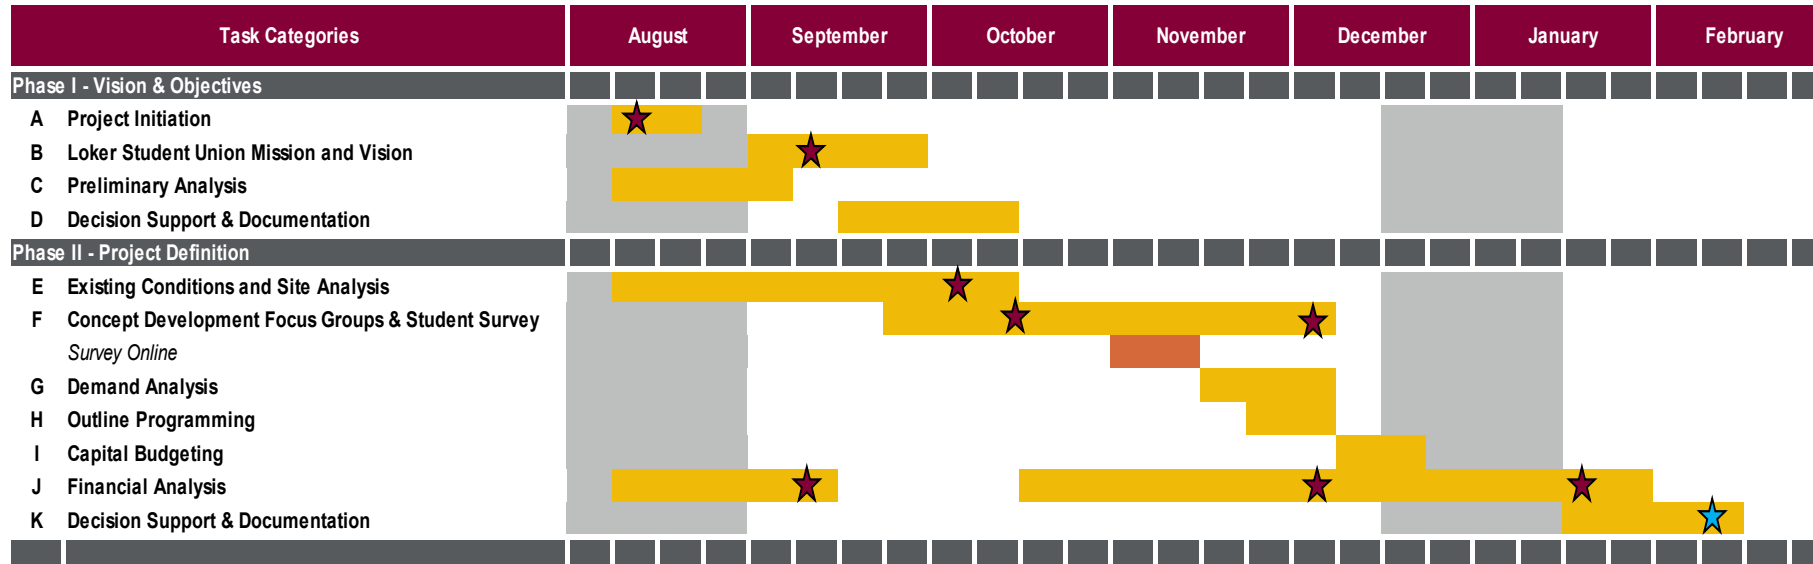 Task Categories August September October November December January February
Phase I - Vision & Objectives
A Project Initiation
B Loker Student Union Mission and Vision
C Preliminary Analysis
D Decision Support & Documentation
Phase II - Project Definition
E Existing Conditions and Site Analysis
F Concept Development Focus Groups & Student Survey
Survey Online
G Demand Analysis
H Outline Programming
I Capital Budgeting
J Financial Analysis
K Decision Support & Documentation